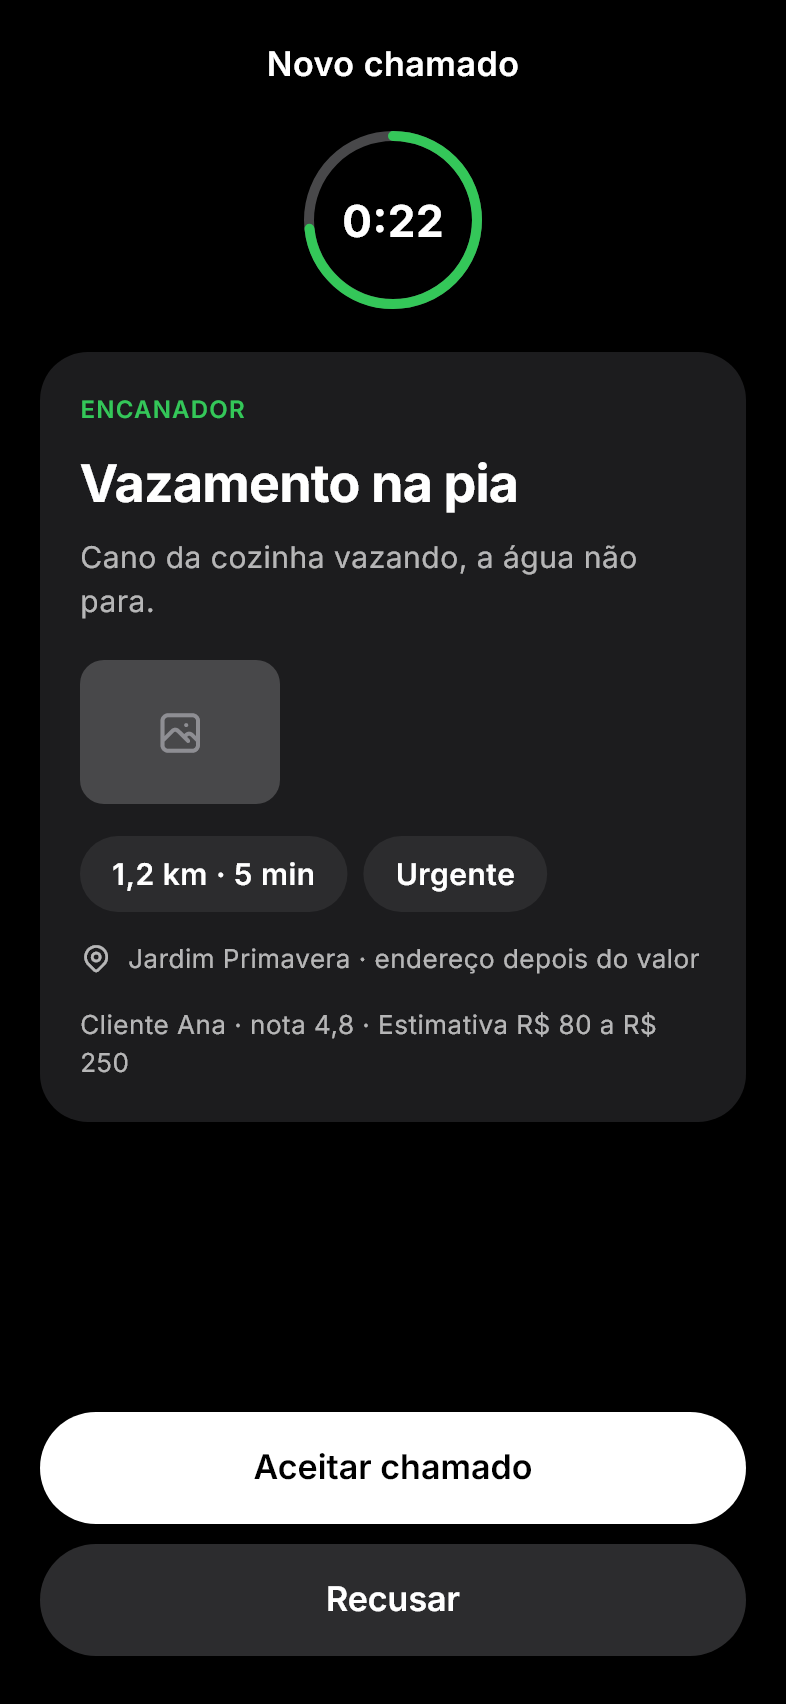 Novo chamado
0:22
ENCANADOR
Vazamento na pia
Cano da cozinha vazando, a água não
para.
1,2 km · 5 min
Urgente
Jardim Primavera · endereço depois do valor
Cliente Ana · nota 4,8 · Estimativa R$ 80 a R$
250
Aceitar chamado
Recusar